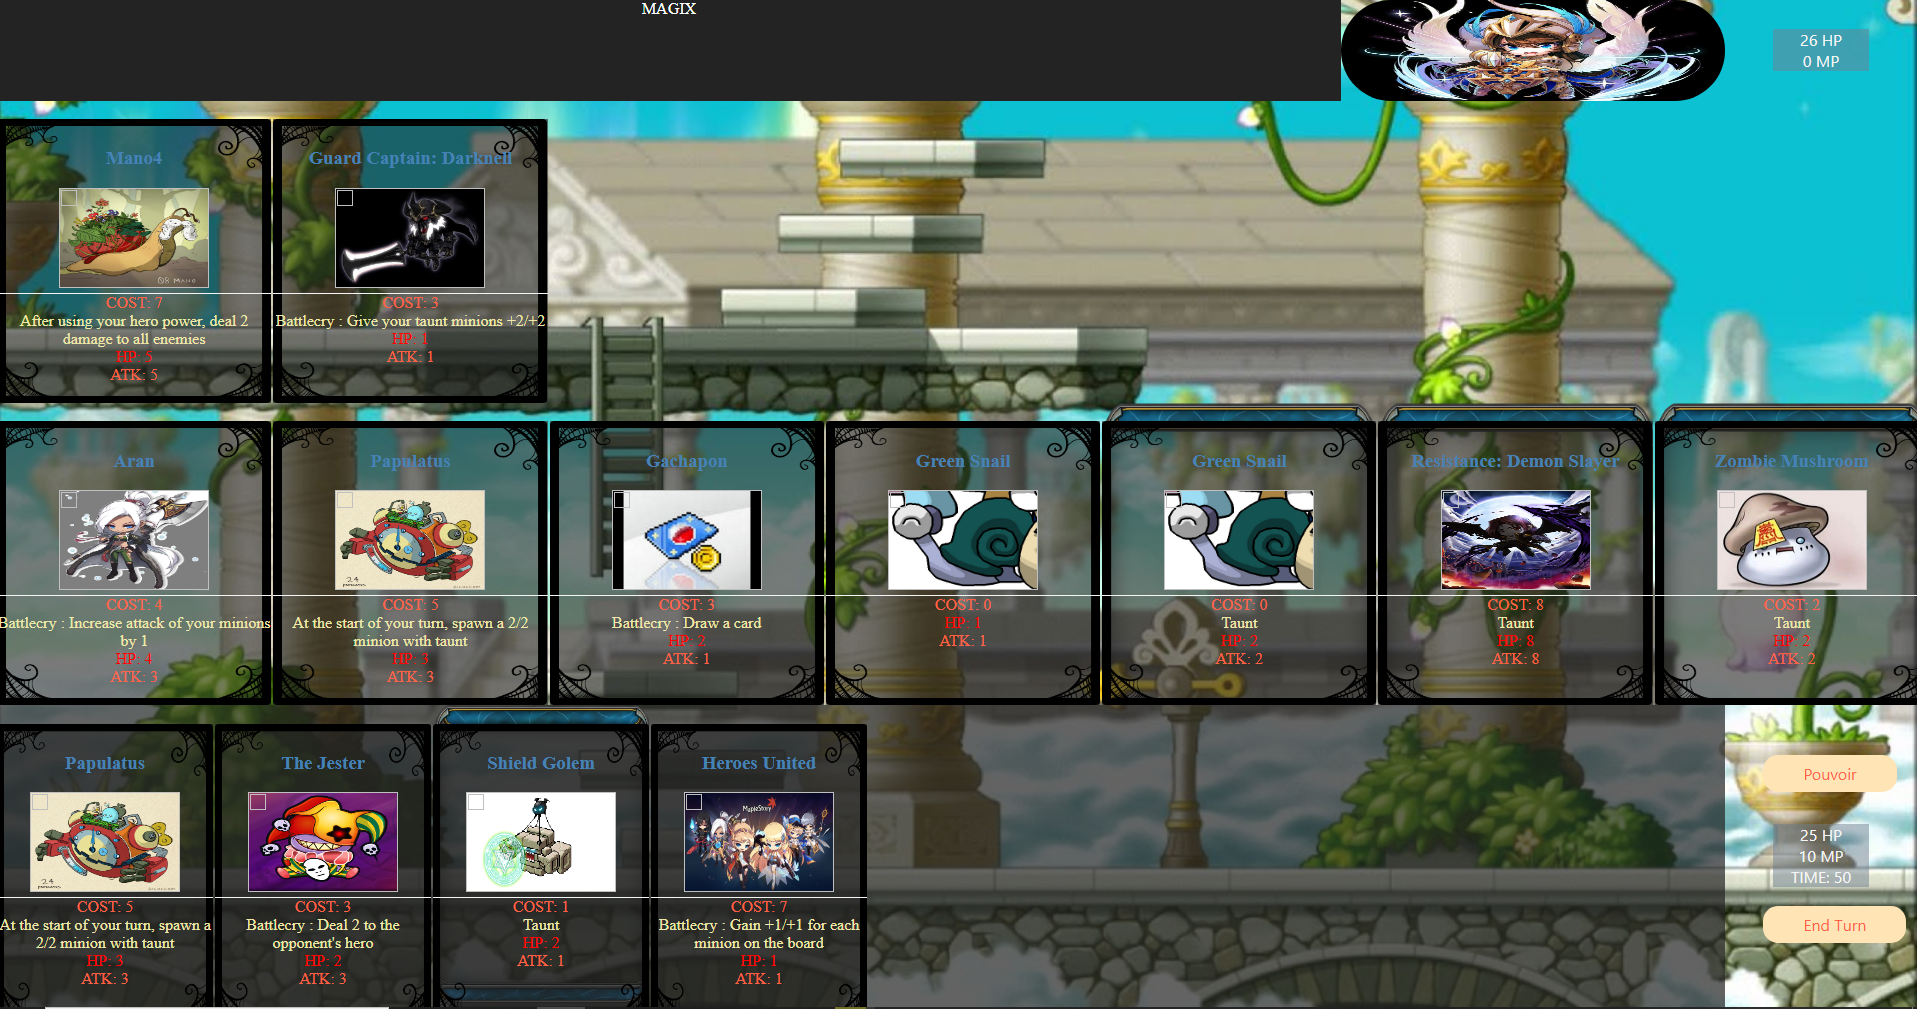 MAGIX
26 HP
0 MP
Mano4
COST: 7
After using your hero power, deal 2
damage to all enemies
HP: 5
ATK: 5
Guard Captain: Darknell
COST: 3
Battlecry : Give your taunt minions +2/+2
HP: 1
ATK: 1
Aran
COST: 4
Battlecry : Increase attack of your minions
by 1
HP: 4
ATK: 3
Papulatus
COST: 5
At the start of your turn, spawn a 2/2
minion with taunt
HP: 3
ATK: 3
Gachapon
COST: 3
Battlecry : Draw a card
HP: 2
ATK: 1
Green Snail
COST: 0
HP: 1
ATK: 1
Green Snail
COST: 0
Taunt
HP: 2
ATK: 2
Resistance: Demon Slayer
COST: 8
Taunt
HP: 8
ATK: 8
Zombie Mushroom
COST: 2
Taunt
HP: 2
ATK: 2
Papulatus
COST: 5
At the start of your turn, spawn a
2/2 minion with taunt
HP: 3
ATK: 3
The Jester
COST: 3
Battlecry : Deal 2 to the
opponent's hero
HP: 2
ATK: 3
Shield Golem
COST: 1
Taunt
HP: 2
ATK: 1
Heroes United
MapleStory
COST: 7
Battlecry : Gain +1/+1 for each
minion on the board
HP: 1
ATK: 1
Pouvoir
25 HP
10 MP
TIME: 50
End Turn